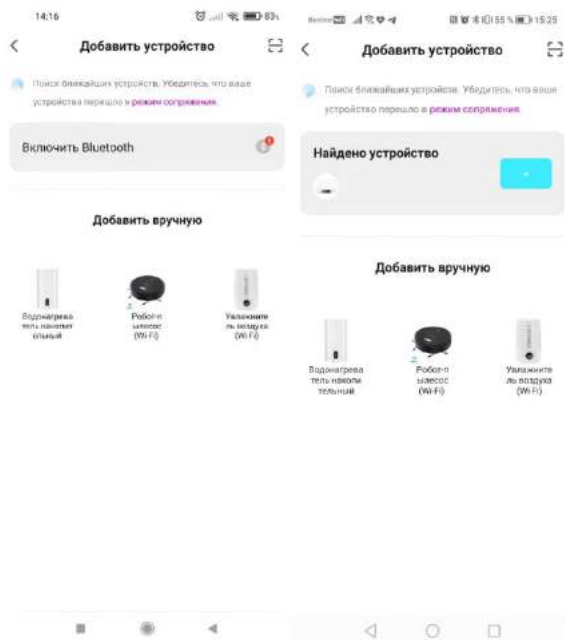 14:16
83%
Добавить устройство
Поиск ближайших устройств. Убедитесь, что ваше
устройство перешло в режим сопряжения.
Включить Bluetooth
Добавить вручную
Водонагрева
тель накопит
ельный
Робот-п
ылесос
(Wi-Fi)
Увлажните
ль воздуха
(Wi-Fi)
55 % 15:25
Добавить устройство
Поиск ближайших устройств. Убедитесь, что ваше
устройство перешло в режим сопряжения.
Найдено устройство
+
Добавить вручную
Водонагрева
тель накопи
тельный
Робот-п
ылесос
(Wi-Fi)
Увлажните
ль воздуха
(Wi-Fi)